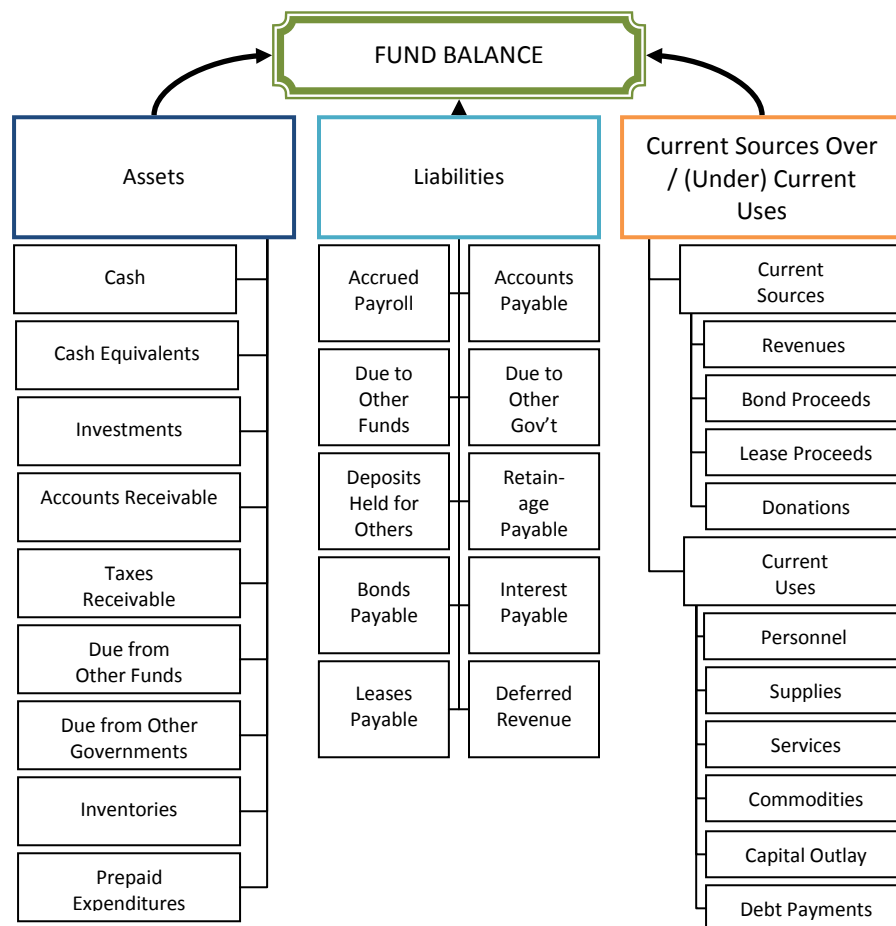 FUND BALANCE
Assets
Cash
Cash Equivalents
Investments
Accounts Receivable
Taxes
Receivable
Due from
Other Funds
Due from Other
Governments
Inventories
Prepaid
Expenditures
Liabilities
Accrued
Payroll
Accounts
Payable
Due to
Other
Funds
Due to
Other
Gov't
Deposits
Held for
Others
Retain-
age
Payable
Bonds
Payable
Interest
Payable
Leases
Payable
Deferred
Revenue
Current Sources Over
/ (Under) Current
Uses
Current
Sources
Revenues
Bond Proceeds
Lease Proceeds
Donations
Current
Uses
Personnel
Supplies
Services
Commodities
Capital Outlay
Debt Payments